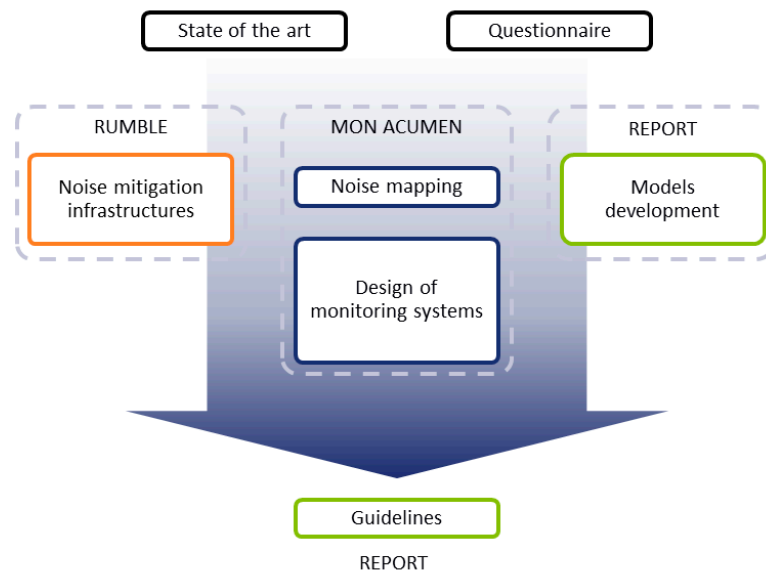 State of the art
Questionnaire
RUMBLE
Noise mitigation
infrastructures
MON ACUMEN
Noise mapping
Design of
monitoring systems
REPORT
Models
development
Guidelines
REPORT